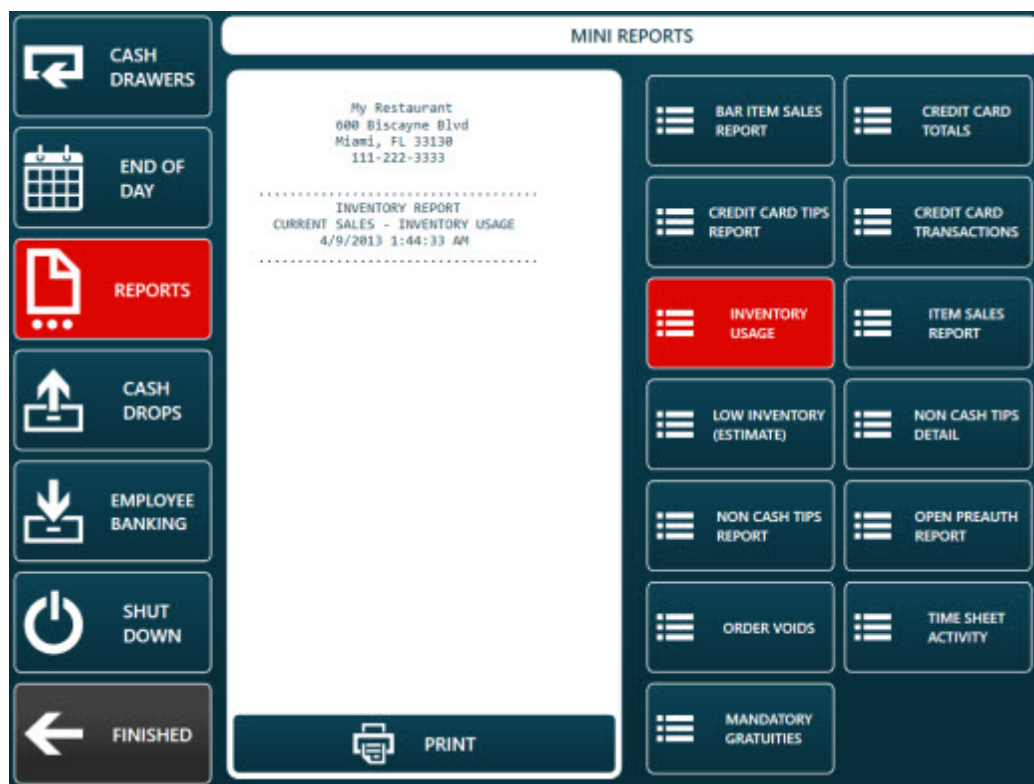 CASH
DRAWERS
END OF
DAY
REPORTS
CASH
DROPS
EMPLOYEE
BANKING
SHUT
DOWN
FINISHED
MINI REPORTS
My Restaurant
600 Biscayne Blvd
Miami, FL 33130
111-222-3333
....................................
INVENTORY REPORT
CURRENT SALES - INVENTORY USAGE
4/9/2013 1:44:33 AM
....................................
PRINT
BAR ITEM SALES
REPORT
CREDIT CARD
TOTALS
CREDIT CARD TIPS
REPORT
CREDIT CARD
TRANSACTIONS
INVENTORY
USAGE
ITEM SALES
REPORT
LOW INVENTORY
(ESTIMATE)
NON CASH TIPS
DETAIL
NON CASH TIPS
REPORT
OPEN PREAUTH
REPORT
ORDER VOIDS
TIME SHEET
ACTIVITY
MANDATORY
GRATUITIES